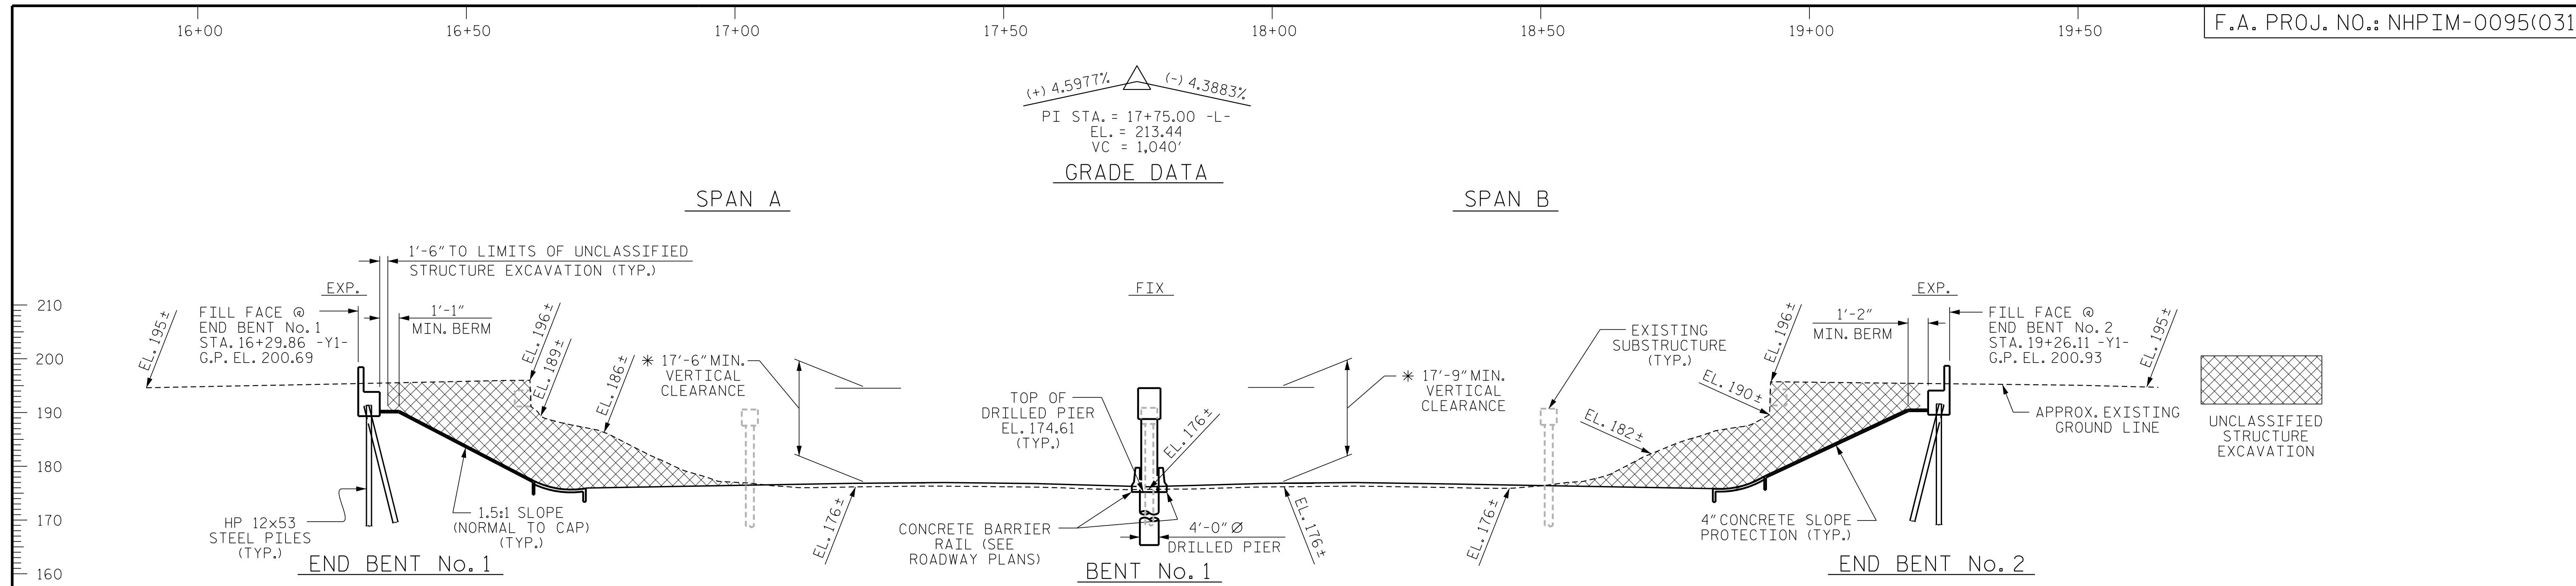 16+00
16+50
17+00
17+50
18+00
18+50
19+00
19+50
F.A. PROJ. NO.: NHPIM-0095(031
(+) 4.5977%
(-) 4.3883%
PI STA. = 17+75.00 -L-
EL. = 213.44
VC = 1,040'
GRADE DATA
SPAN A
SPAN B
1'-6" TO LIMITS OF UNCLASSIFIED
STRUCTURE EXCAVATION (TYP.)
EXP.
FIX
EXP.
210
200
190
180
170
160
EL. 195±
FILL FACE @
END BENT No. 1
STA. 16+29.86 -Y1-
G.P. EL. 200.69
1'-1"
MIN. BERM
EL. 196±
EL. 189±
EL. 186±
* 17'-6" MIN.
VERTICAL
CLEARANCE
TOP OF
DRILLED PIER
EL. 174.61
(TYP.)
EL. 176±
* 17'-9" MIN.
VERTICAL
CLEARANCE
EXISTING
SUBSTRUCTURE
(TYP.)
EL. 182±
EL. 190±
EL. 196±
1'-2"
MIN. BERM
FILL FACE @
END BENT No. 2
STA. 19+26.11 -Y1-
G.P. EL. 200.93
EL. 195±
APPROX. EXISTING
GROUND LINE
UNCLASSIFIED
STRUCTURE
EXCAVATION
HP 12x53
STEEL PILES
(TYP.)
1.5:1 SLOPE
(NORMAL TO CAP)
(TYP.)
EL. 176±
CONCRETE BARRIER
RAIL (SEE
ROADWAY PLANS)
4'-0" Ø
DRILLED PIER
EL. 176±
EL. 176±
4" CONCRETE SLOPE
PROTECTION (TYP.)
END BENT No. 1
BENT No. 1
END BENT No. 2